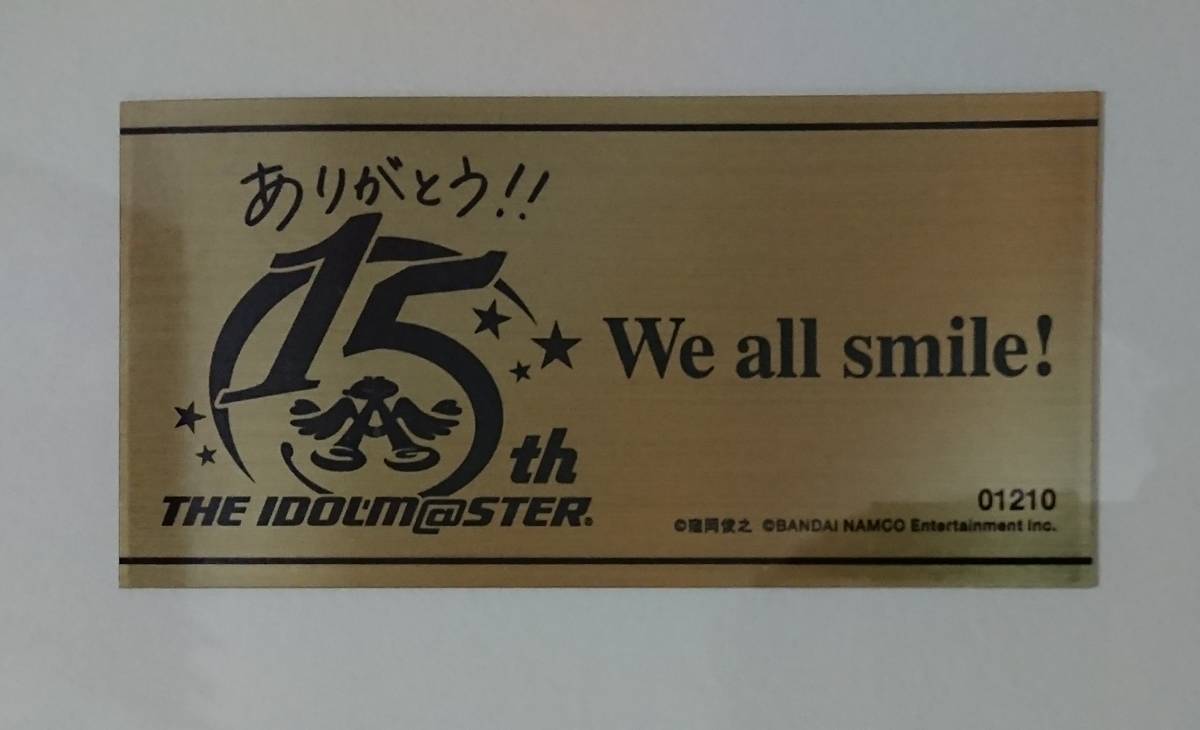 ありがとう!!
15th
THE IDOLM@STER®
We all smile!
01210
©窪岡俊之 ©BANDAI NAMCO Entertainment Inc.